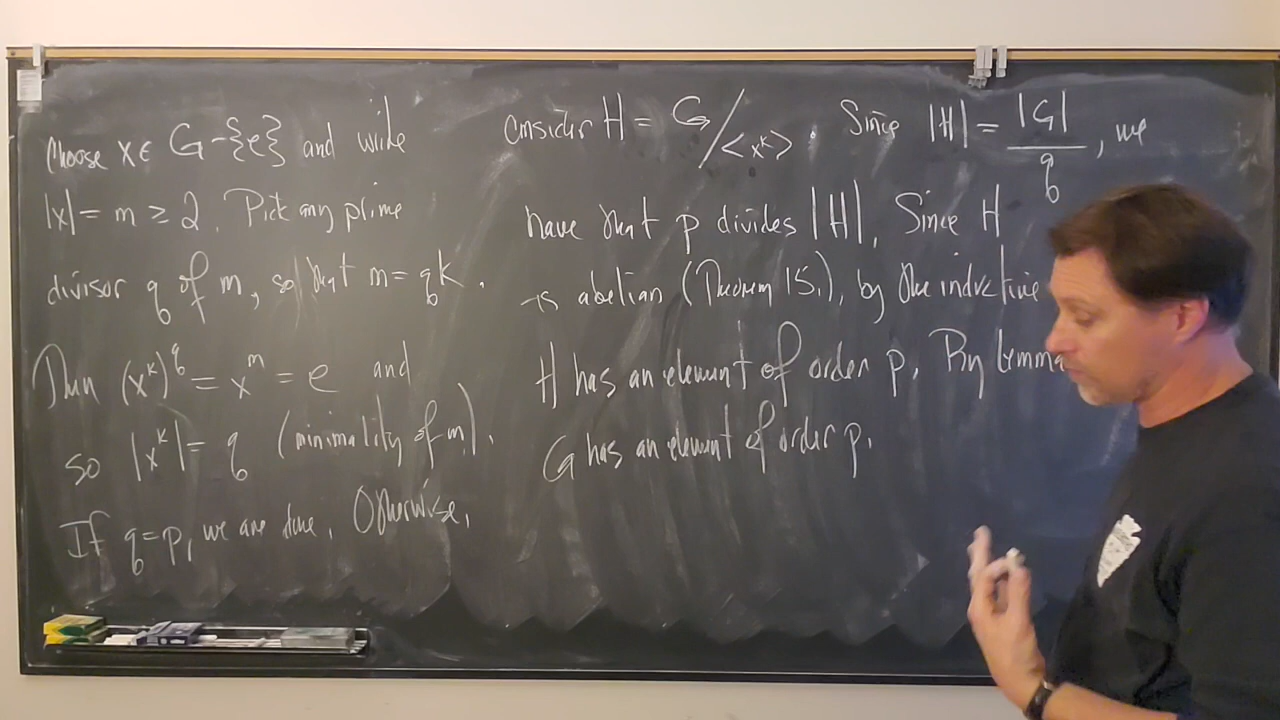 Choose x ∈ G - {e} and write
|x| = m ≥ 2. Pick any prime
divisor q of m, so that m = qk.
Then (x^k)^q = x^m = e and
so |x^k| = q (minimality of m).
If q = p, we are done. Otherwise,
consider H = G/<x^k>. Since |H| = |G|/q, we
have that p divides |H|. Since H
is abelian (Theorem 15.), by the inductive
H has an element of order p. By Lemma
G has an element of order p.